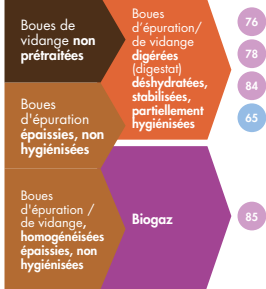 Boues de
vidange non
prétraitées
Boues
d'épuration
épaissies, non
hygiénisées
Boues
d'épuration /
de vidange,
homogénéisées
épaissies, non
hygiénisées
Boues
d'épuration/
de vidange
digérées
(digestat)
déshydratées,
stabilisées,
partiellement
hygiénisées
Biogaz
76
78
84
65
85